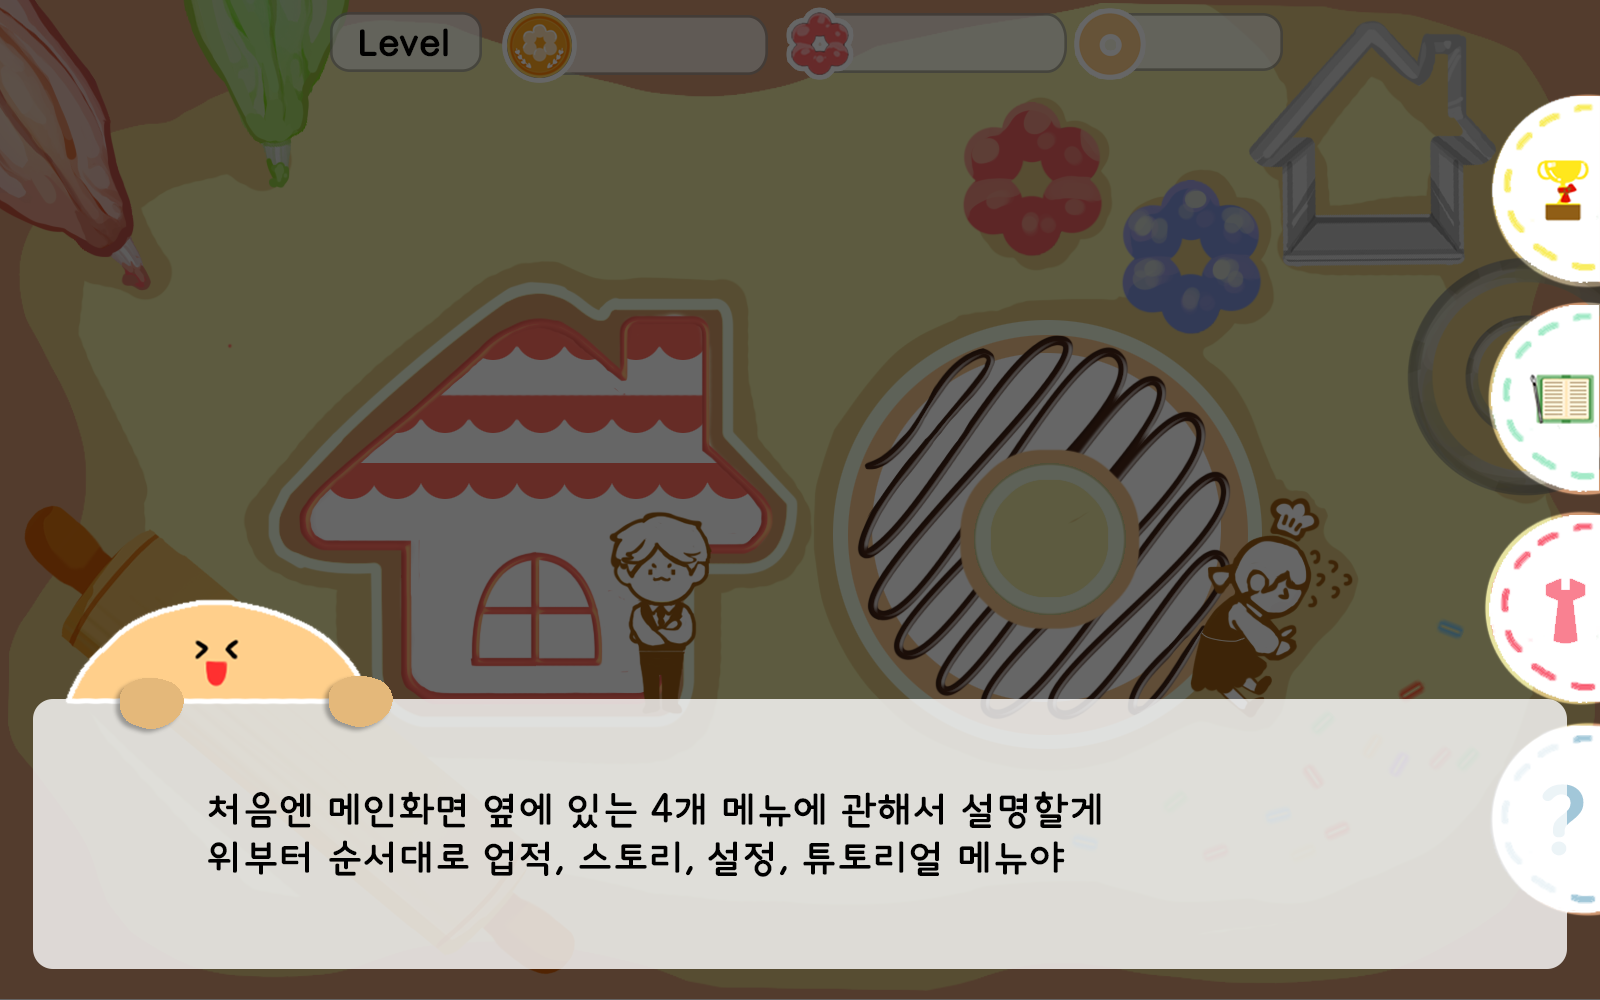 Level
처음엔 메인화면 옆에 있는 4개 메뉴에 관해서 설명할게
위부터 순서대로 업적, 스토리, 설정, 튜토리얼 메뉴야
?